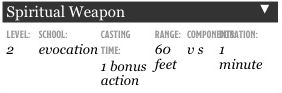 Spiritual Weapon ▼
LEVEL: SCHOOL: CASTING TIME: RANGE: COMPONENTS: DURATION:
2 evocation 1 bonus action 60 feet v s 1 minute